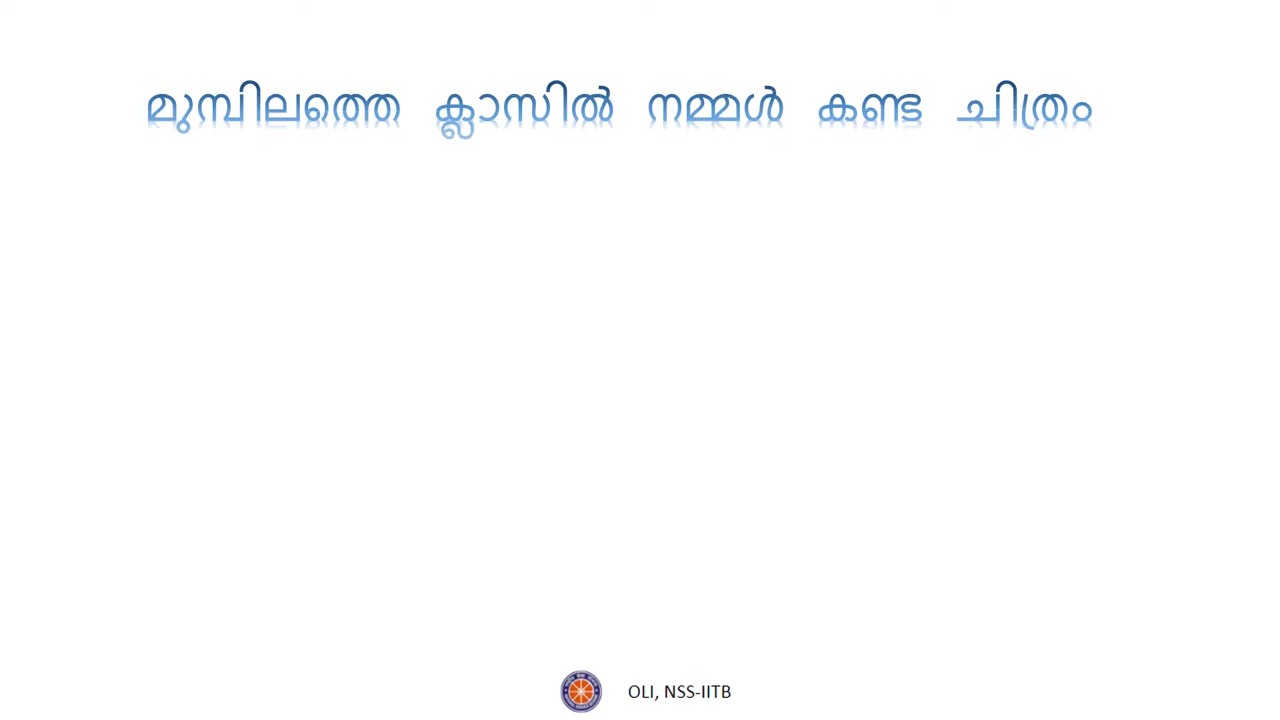 മുമ്പിലത്തെ ക്ലാസിൽ നമ്മൾ കണ്ട ചിത്രം
OLI, NSS-IITB